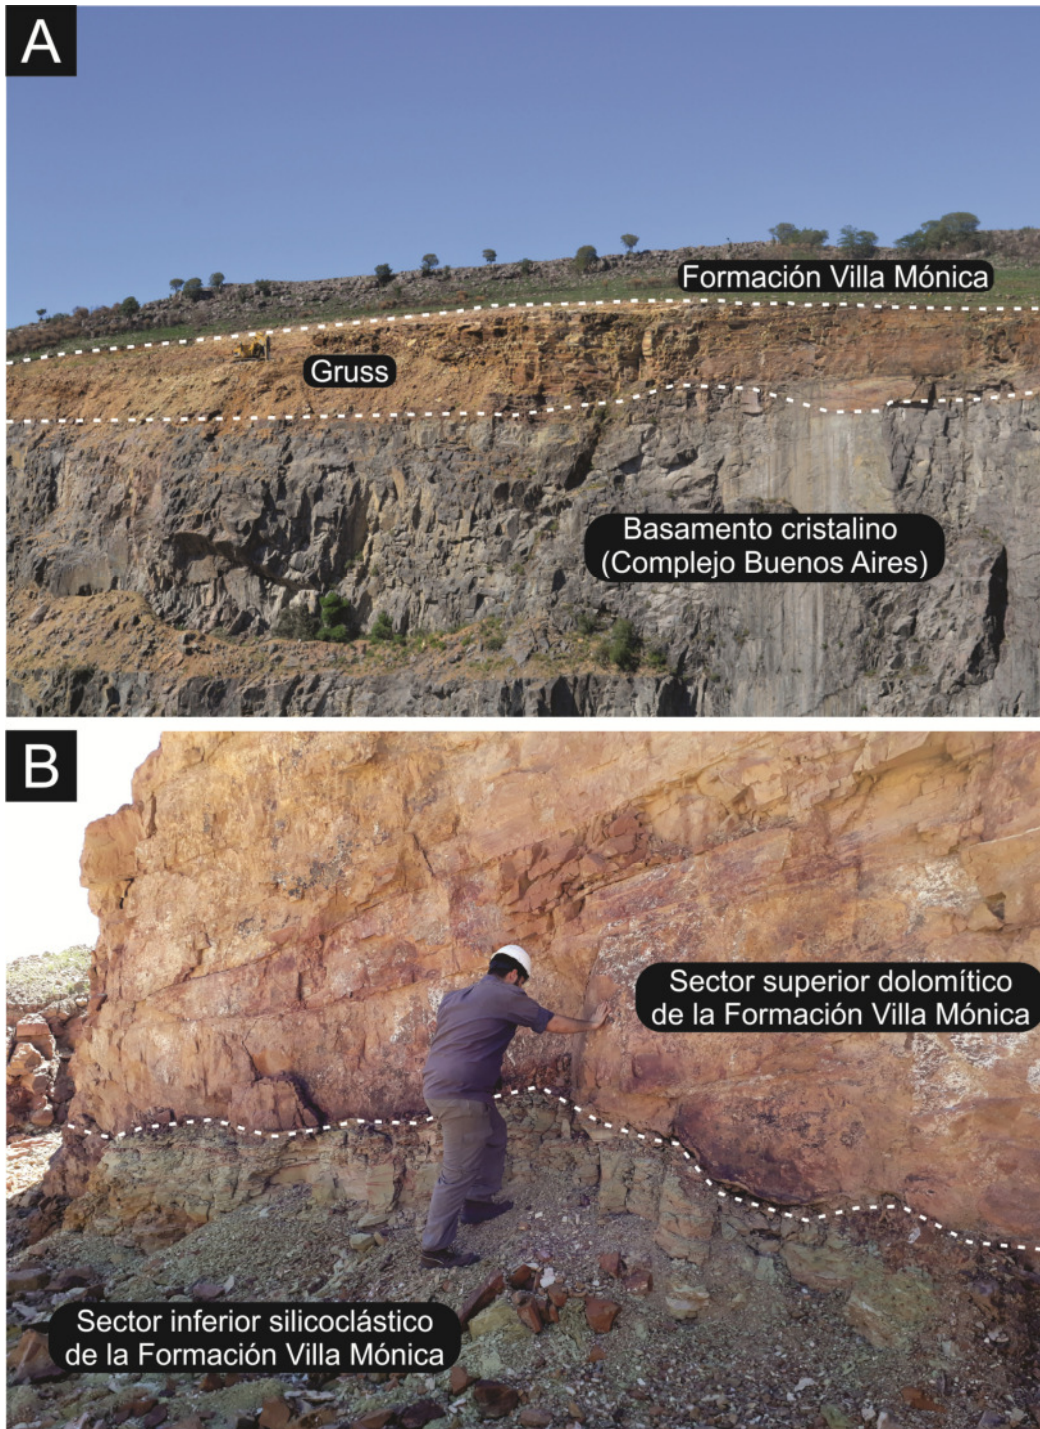 A
Formación Villa Mónica
Gruss
Basamento cristalino
(Complejo Buenos Aires)
B
Sector superior dolomítico
de la Formación Villa Mónica
Sector inferior silicoclástico
de la Formación Villa Mónica